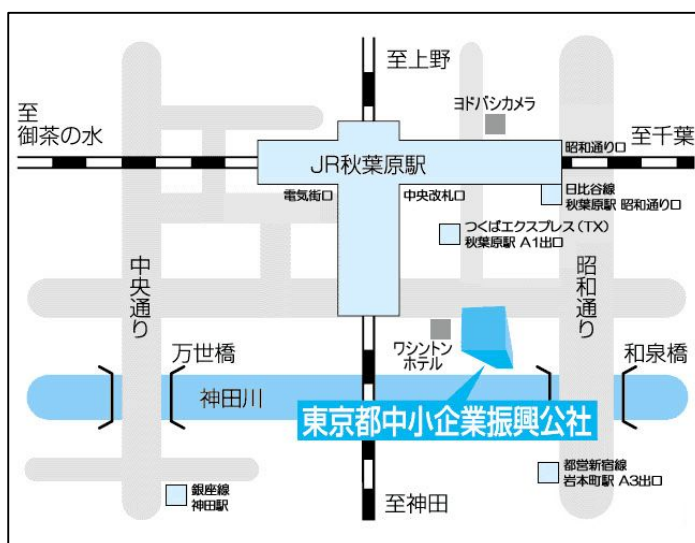 至上野
ヨドバシカメラ
至
御茶の水
昭和通り口
至千葉
JR秋葉原駅
電気街口
中央改札口
日比谷線
秋葉原駅 昭和通り口
つくばエクスプレス(TX)
秋葉原駅 A1出口
中央通り
昭和通り
ワシントン
ホテル
万世橋
和泉橋
神田川
東京都中小企業振興公社
都営新宿線
岩本町駅 A3出口
銀座線
神田駅
至神田